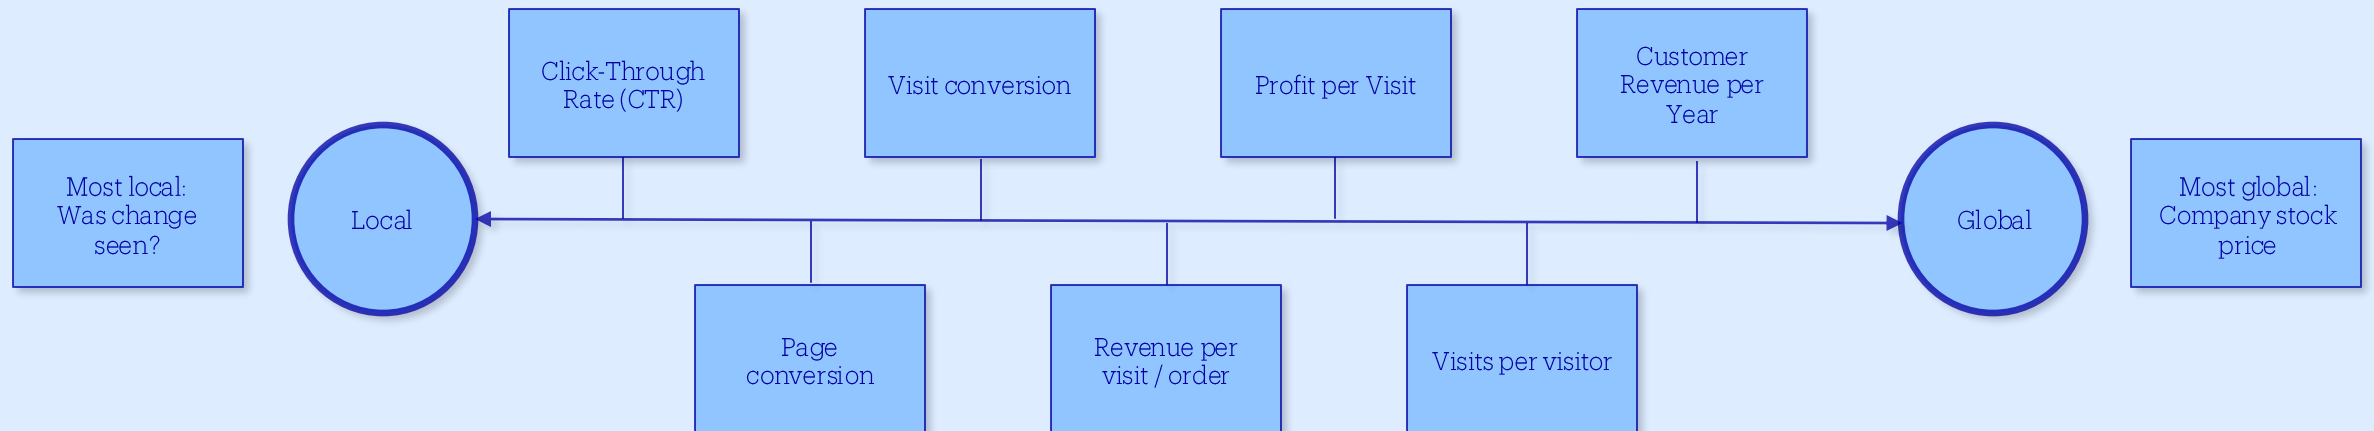 Most local:
Was change
seen?
Local
Click-Through
Rate (CTR)
Page
conversion
Visit conversion
Revenue per
visit / order
Profit per Visit
Visits per visitor
Customer
Revenue per
Year
Global
Most global:
Company stock
price